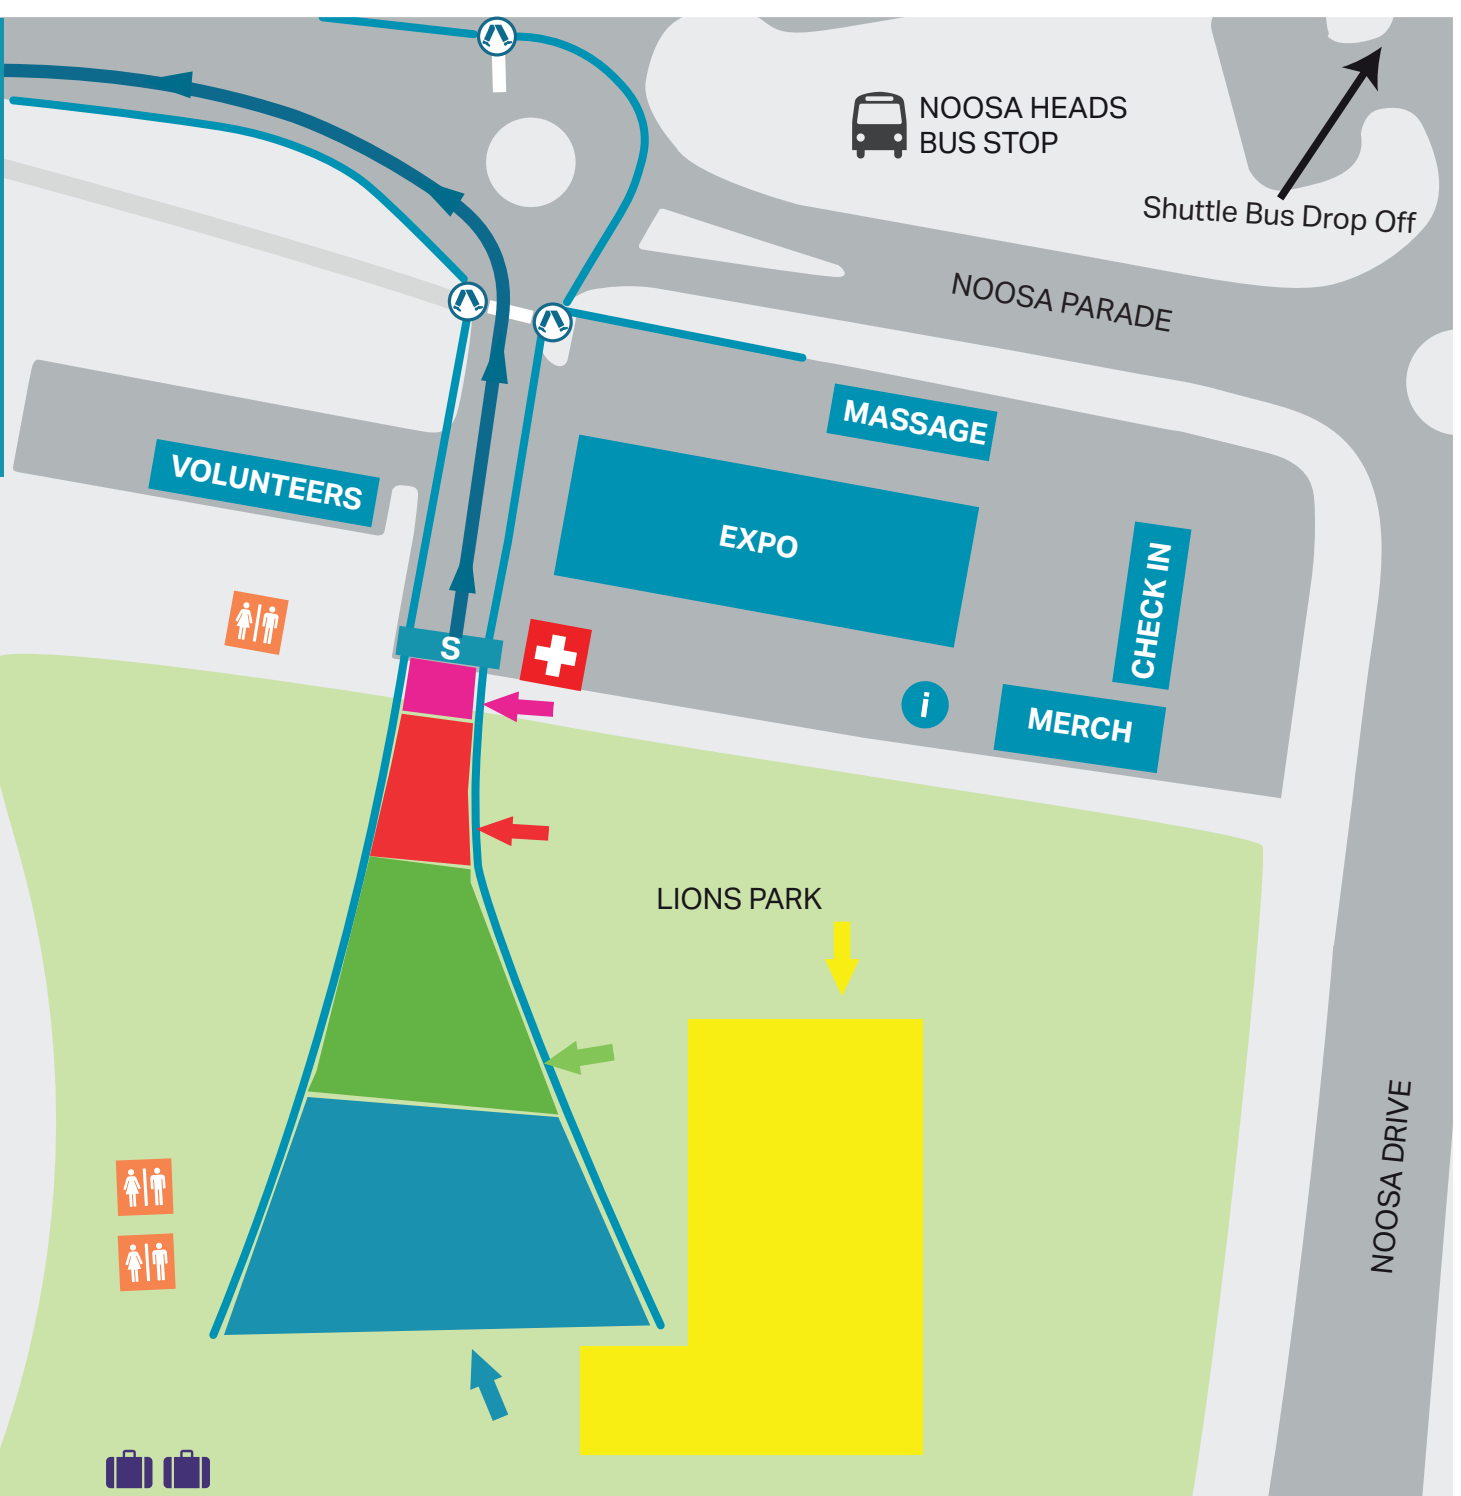 NOOSA HEADS
BUS STOP
Shuttle Bus Drop Off
NOOSA PARADE
MASSAGE
VOLUNTEERS
EXPO
CHECK IN
S
i
MERCH
LIONS PARK
NOOSA DRIVE